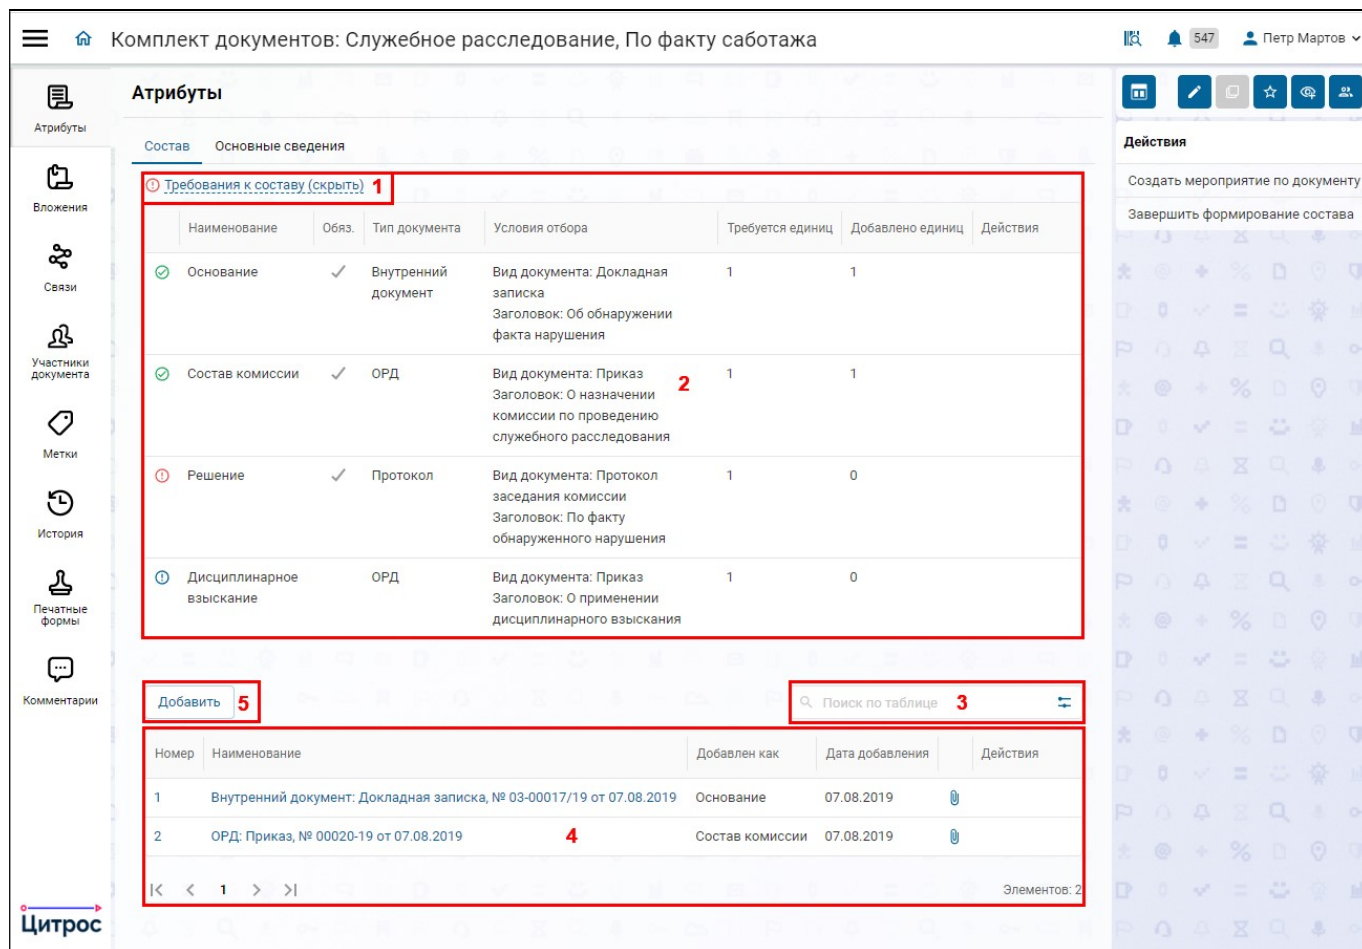 Комплект документов: Служебное расследование, По факту саботажа
547
Петр Мартов
Атрибуты
Вложения
Связи
Участники
документа
Метки
История
Печатные
формы
Комментарии
Цитрос
Атрибуты
Состав Основные сведения
Требования к составу (скрыть) 1
Наименование Обяз. Тип документа Условия отбора Требуется единиц Добавлено единиц Действия
Основание Внутренний Вид документа: Докладная 1 1
документ записка
Заголовок: Об обнаружении
факта нарушения
Состав комиссии ОРД Вид документа: Приказ 1 1
2
Заголовок: О назначении
комиссии по проведению
служебного расследования
Решение Протокол Вид документа: Протокол 1 0
заседания комиссии
Заголовок: По факту
обнаруженного нарушения
Дисциплинарное ОРД Вид документа: Приказ 1 0
взыскание Заголовок: О применении
дисциплинарного взыскания
Добавить 5 Поиск по таблице 3
Номер Наименование Добавлен как Дата добавления Действия
1 Внутренний документ: Докладная записка, № 03-00017/19 от 07.08.2019 Основание 07.08.2019
2 ОРД: Приказ, № 00020-19 от 07.08.2019 4 Состав комиссии 07.08.2019
1 Элементов: 2
Действия
Создать мероприятие по документу
Завершить формирование состава